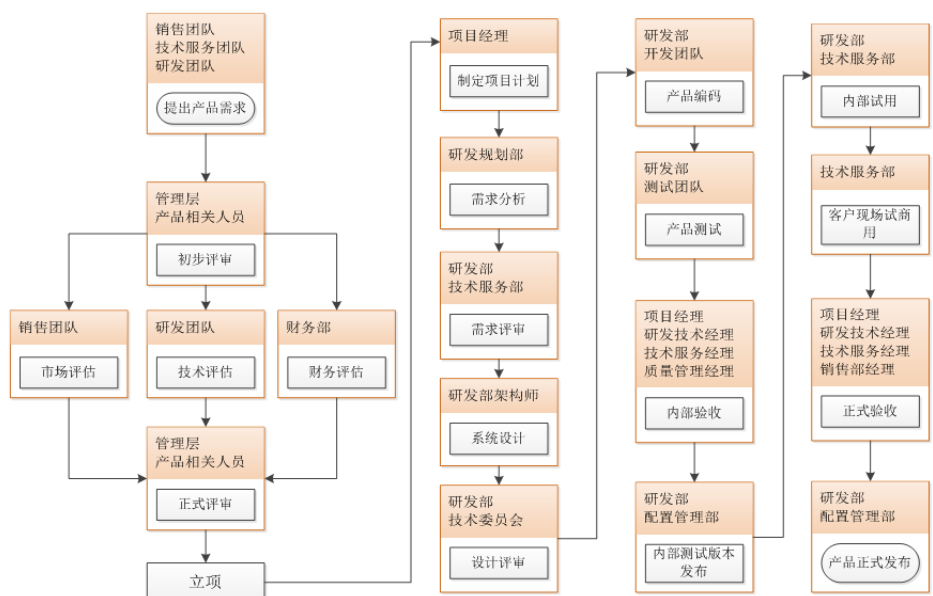 销售团队
技术服务团队
研发团队
提出产品需求
管理层
产品相关人员
初步评审
销售团队
市场评估
研发团队
技术评估
财务部
财务评估
管理层
产品相关人员
正式评审
立项
项目经理
制定项目计划
研发规划部
需求分析
研发部
技术服务部
需求评审
研发部架构师
系统设计
研发部
技术委员会
设计评审
研发部
开发团队
产品编码
研发部
测试团队
产品测试
项目经理
研发技术经理
技术服务经理
质量管理经理
内部验收
研发部
配置管理部
内部测试版本
发布
研发部
技术服务部
内部试用
技术服务部
客户现场试商
用
项目经理
研发技术经理
技术服务经理
销售部经理
正式验收
研发部
配置管理部
产品正式发布